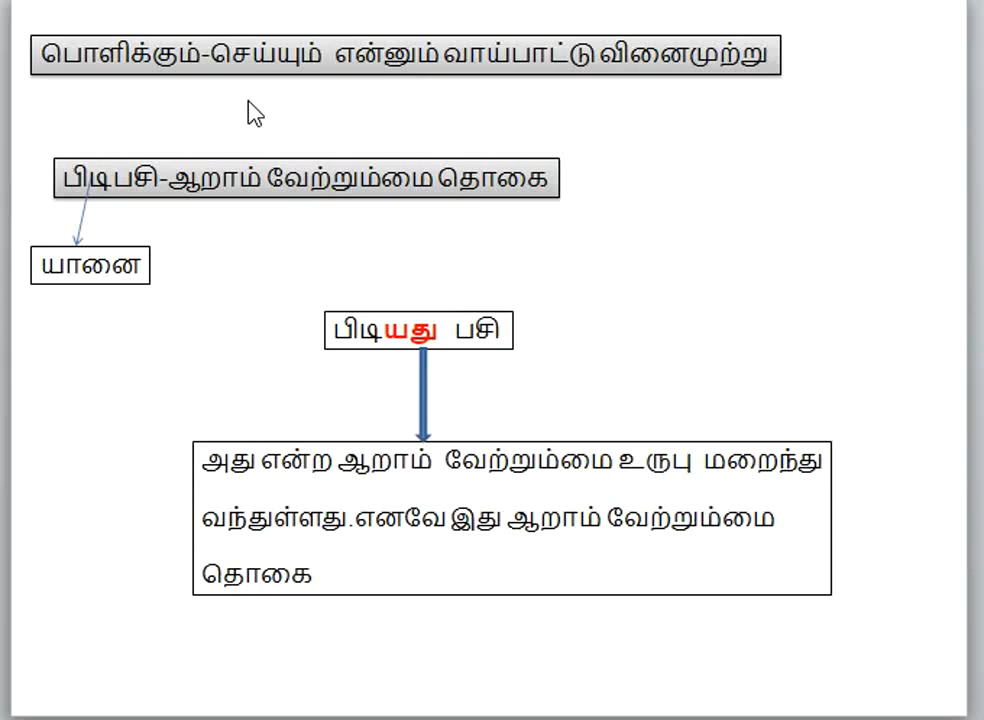 பொளிக்கும்-செய்யும் என்னும் வாய்பாட்டு வினைமுற்று
பிடிபசி-ஆறாம் வேற்றும்மை தொகை
யானை
பிடியது பசி
அது என்ற ஆறாம் வேற்றும்மை உருபு மறைந்து
வந்துள்ளது.எனவே இது ஆறாம் வேற்றும்மை
தொகை